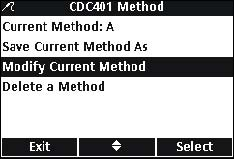 CDC401 Method
Current Method: A
Save Current Method As
Modify Current Method
Delete a Method
Exit
Select